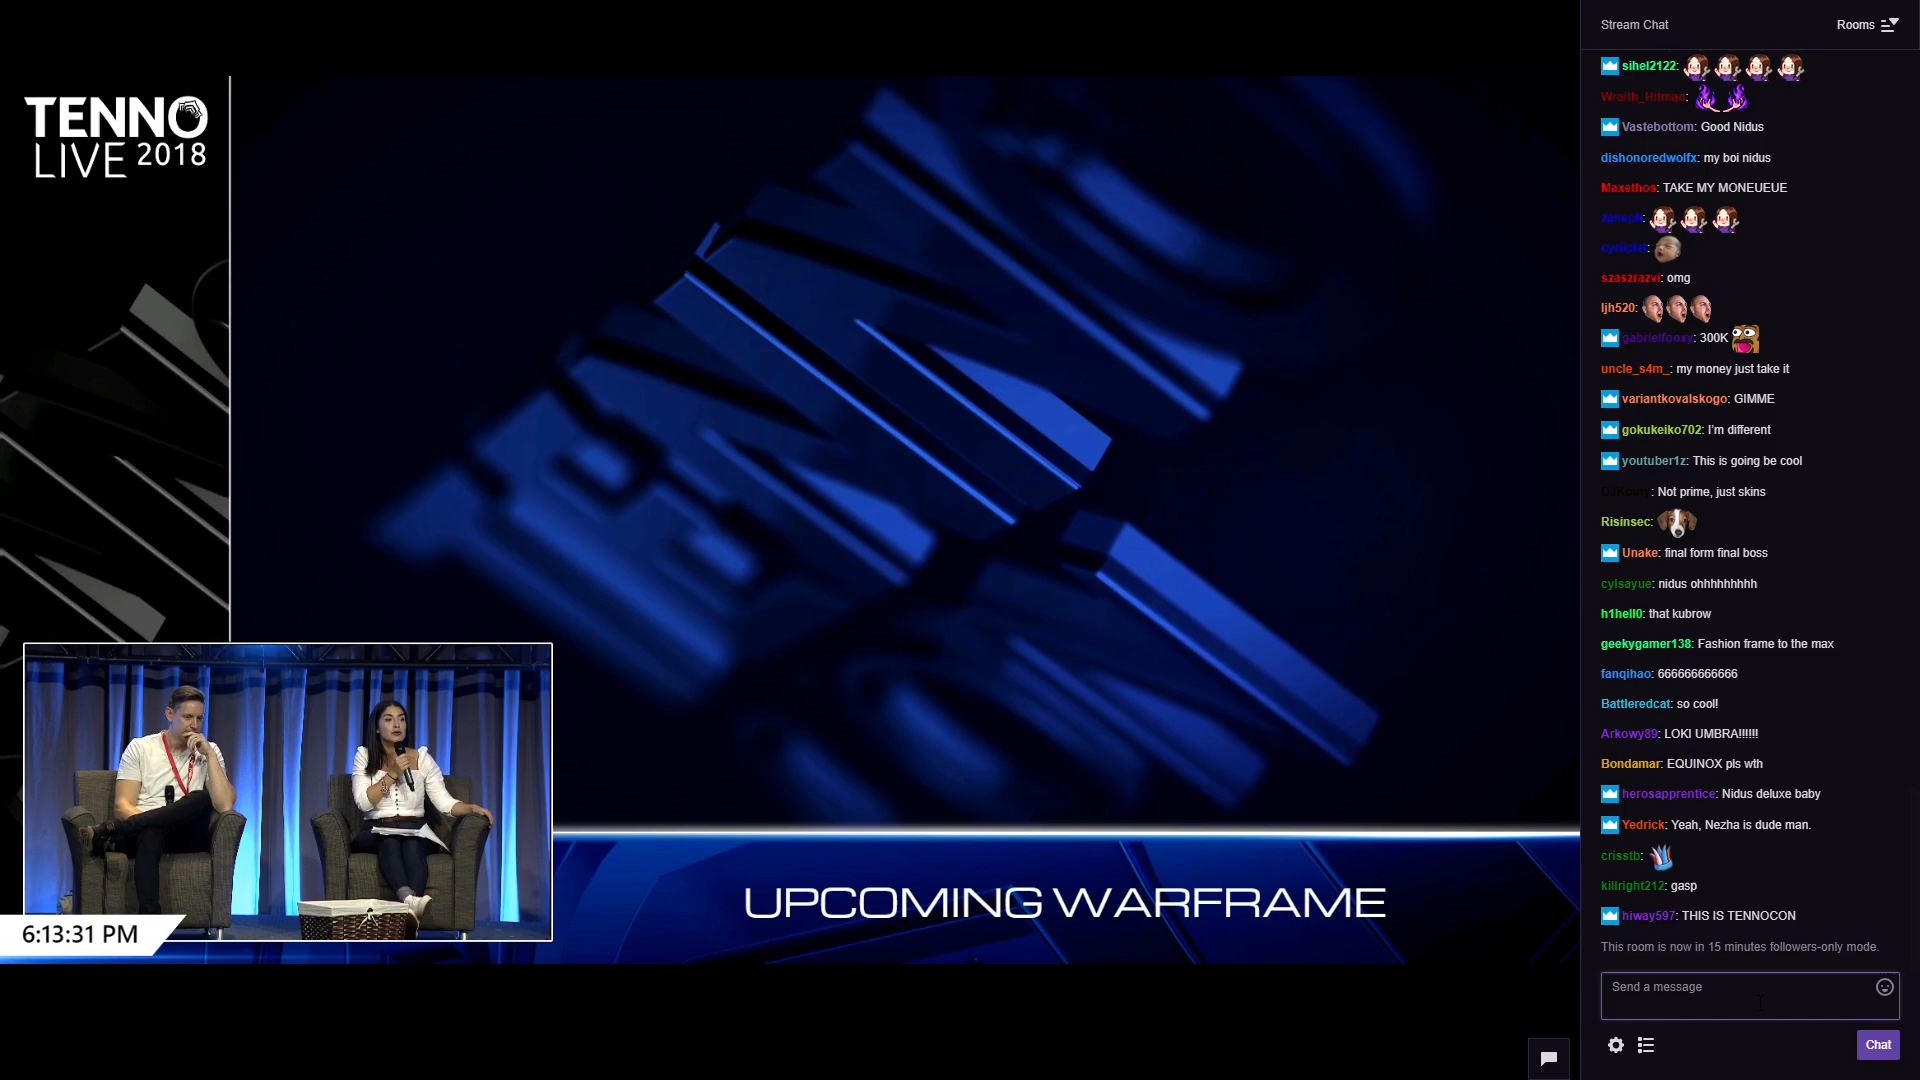 TENNO
LIVE 2018
TENNO
LIVE
6:13:31 PM
UPCOMING WARFRAME
Stream Chat
Rooms
sihel2122:
Wraith_Hitman:
Vastebottom: Good Nidus
dishonoredwolfx: my boi nidus
Maxethos: TAKE MY MONEUEUE
szaszrazvi: omg
ljh520:
gabrielfooxy: 300K
uncle_s4m_: my money just take it
variantkovalskogo: GIMME
gokukeiko702: I'm different
youtuber1z: This is going be cool
: Not prime, just skins
Risinsec:
Unake: final form final boss
cylsayue: nidus ohhhhhhhhh
h1hell0: that kubrow
geekygamer138: Fashion frame to the max
fanqihao: 666666666666
Battleredcat: so cool!
Arkowy89: LOKI UMBRA!!!!!!
Bondamar: EQUINOX pls wth
herosapprentice: Nidus deluxe baby
Yedrick: Yeah, Nezha is dude man.
crisstb:
killright212: gasp
hiway597: THIS IS TENNOCON
This room is now in 15 minutes followers-only mode.
Send a message
Chat